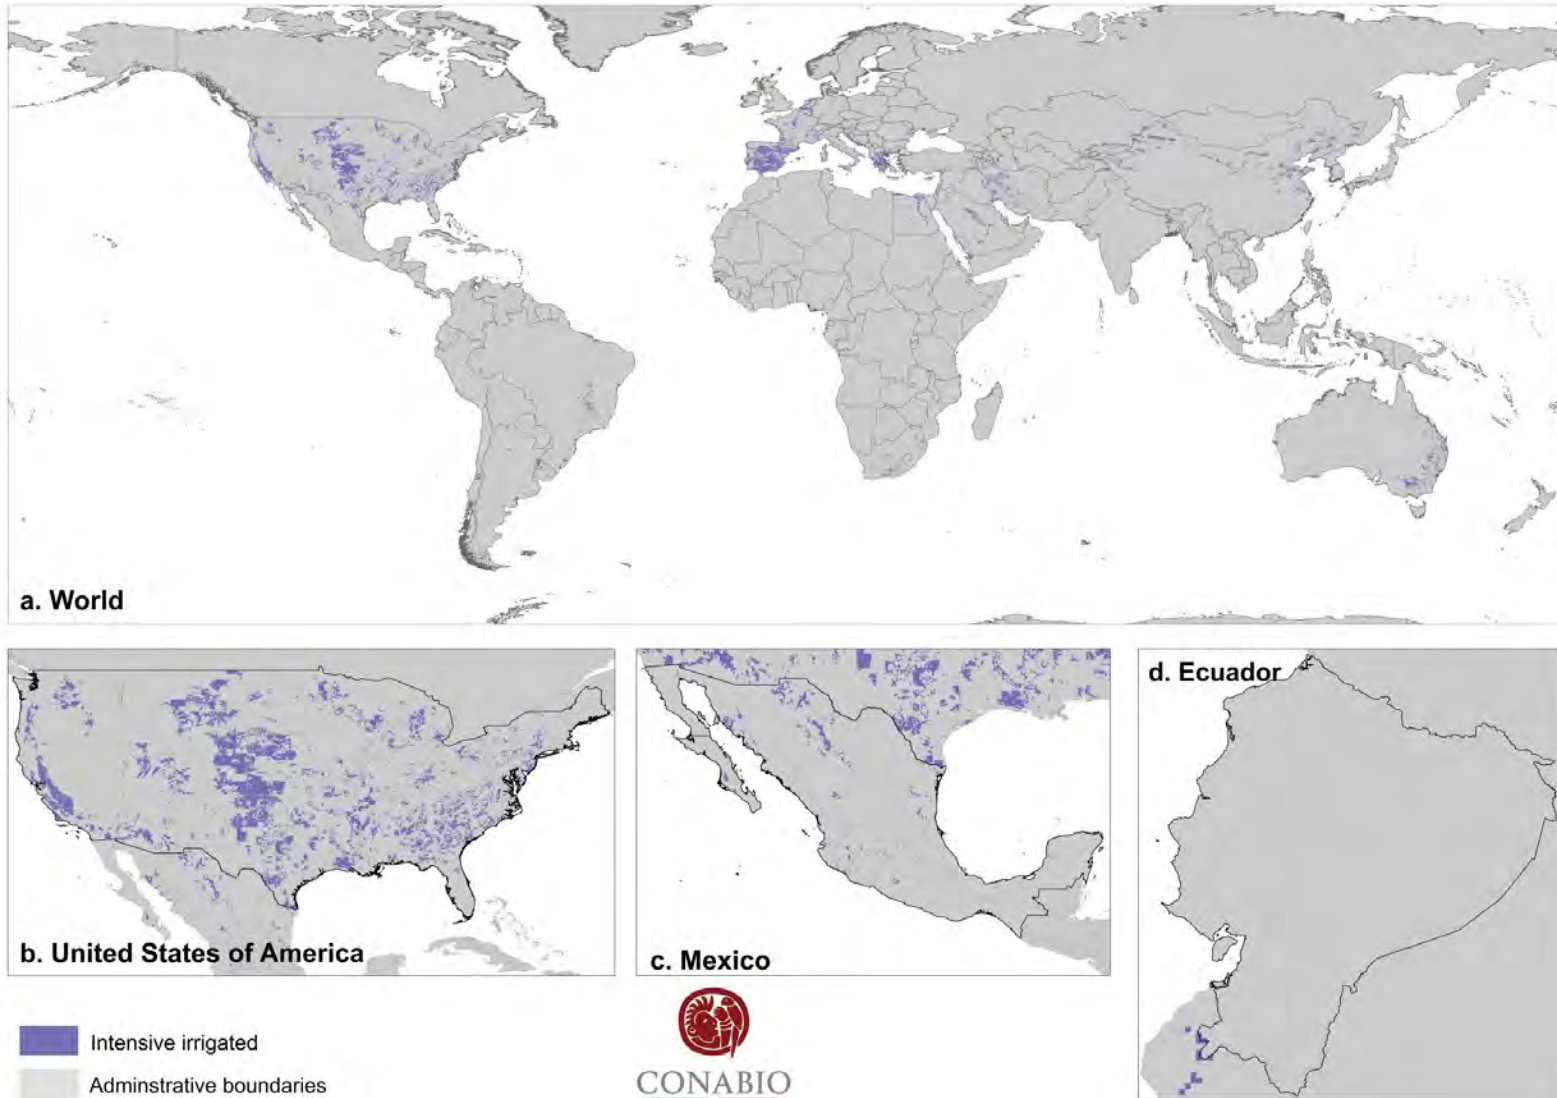 a. World
d. Ecuador
b. United States of America
c. Mexico
Intensive irrigated
Adminstrative boundaries
CONABIO